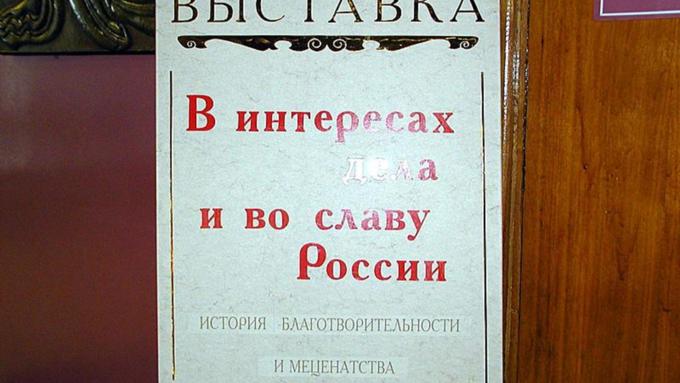 ВЫСТАВКА
В интересах
дела
и во славу
России
ИСТОРИЯ БЛАГОТВОРИТЕЛЬНОСТИ
И МЕЦЕНАТСТВА